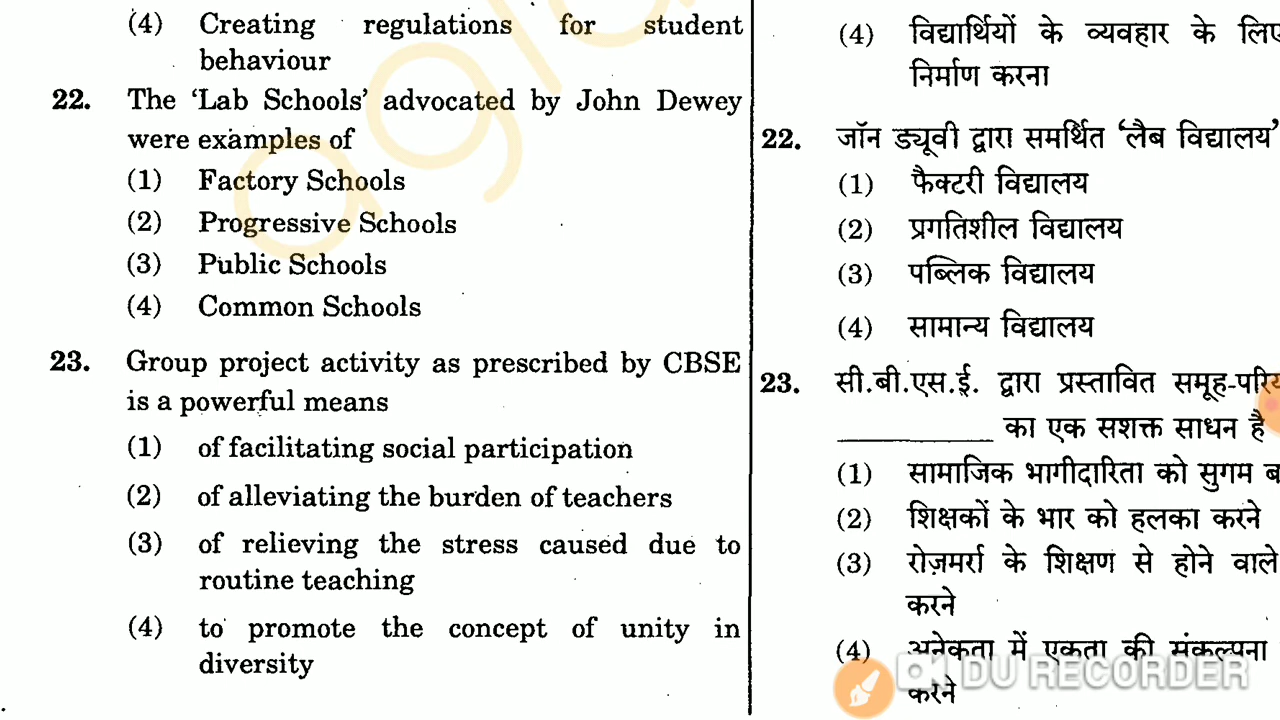 (4) Creating regulations for student
behaviour
22. The ‘Lab Schools’ advocated by John Dewey
were examples of
(1) Factory Schools
(2) Progressive Schools
(3) Public Schools
(4) Common Schools
23. Group project activity as prescribed by CBSE
is a powerful means
(1) of facilitating social participation
(2) of alleviating the burden of teachers
(3) of relieving the stress caused due to
routine teaching
(4) to promote the concept of unity in
diversity
(4) विद्यार्थियों के व्यवहार के लिए
निर्माण करना
22. जॉन ड्यूवी द्वारा समर्थित ‘लैब विद्यालय’
(1) फैक्टरी विद्यालय
(2) प्रगतिशील विद्यालय
(3) पब्लिक विद्यालय
(4) सामान्य विद्यालय
23. सी.बी.एस.ई. द्वारा प्रस्तावित समूह-परि
__________ का एक सशक्त साधन है
(1) सामाजिक भागीदारिता को सुगम ब
(2) शिक्षकों के भार को हलका करने
(3) रोज़मर्रा के शिक्षण से होने वाले
करने
(4) अनेकता में एकता की संकल्पना
करने
DU RECORDER